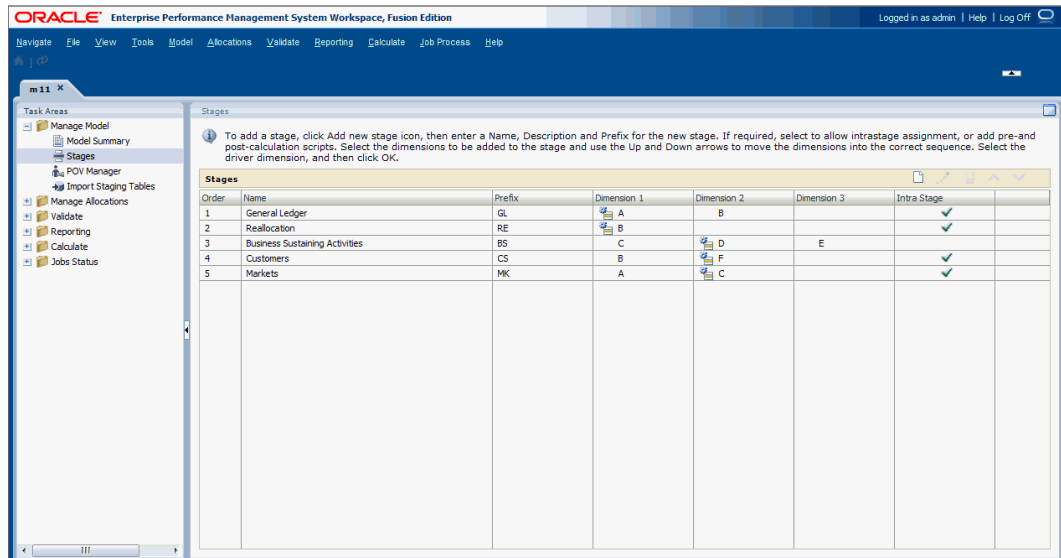 ORACLE® Enterprise Performance Management System Workspace, Fusion Edition
Logged in as admin | Help | Log Off
Navigate File View Tools Model Allocations Validate Reporting Calculate Job Process Help
m11 x
Task Areas
Manage Model
Model Summary
Stages
POV Manager
Import Staging Tables
Manage Allocations
Validate
Reporting
Calculate
Jobs Status
Stages
To add a stage, click Add new stage icon, then enter a Name, Description and Prefix for the new stage. If required, select to allow intrastage assignment, or add pre-and
post-calculation scripts. Select the dimensions to be added to the stage and use the Up and Down arrows to move the dimensions into the correct sequence. Select the
driver dimension, and then click OK.
Stages
Order Name Prefix Dimension 1 Dimension 2 Dimension 3 Intra Stage
1 General Ledger GL A B
2 Reallocation RE B
3 Business Sustaining Activities BS C D E
4 Customers CS B F
5 Markets MK A C